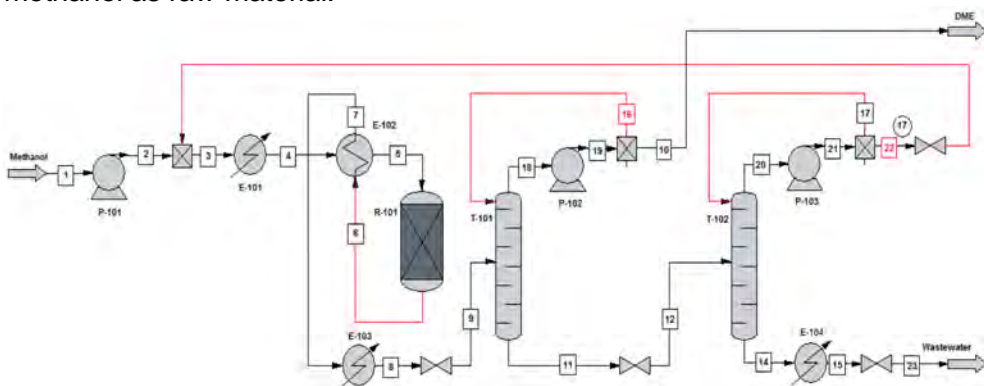 methanol as raw material.
DME
7
16
17
17
E-102
Methanol
2
3
4
5
19
10
21
22
1
18
20
E-101
P-101
R-101
T-101
P-102
T-102
P-103
6
9
12
E-103
E-104
Wastewater
8
11
14
15
23